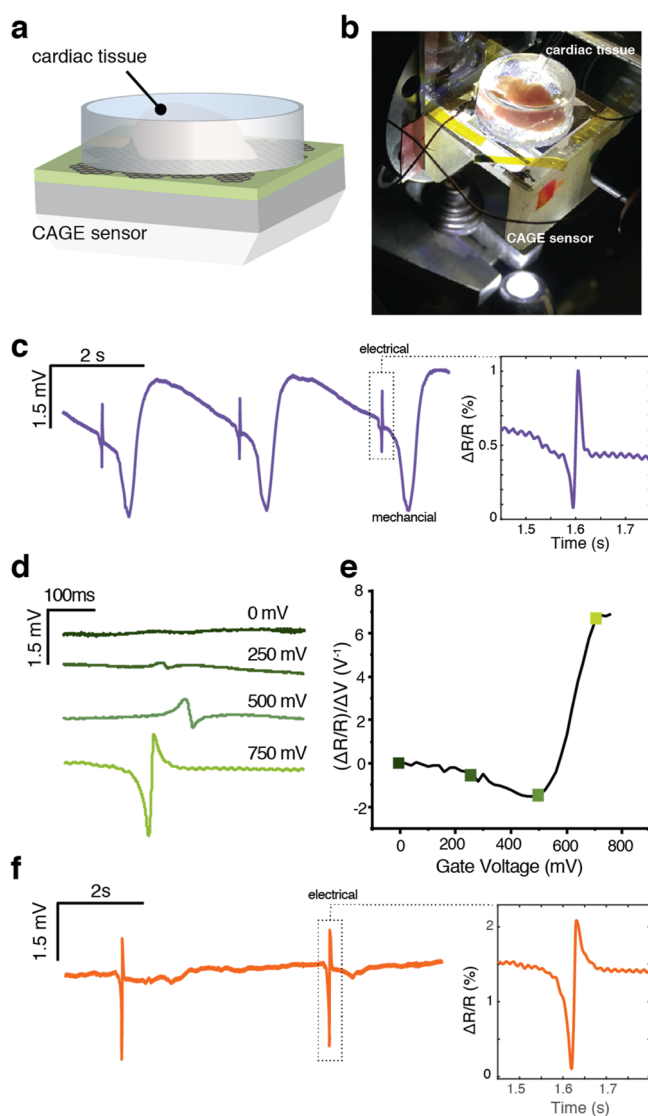 a
cardiac tissue
CAGE sensor
b
cardiac tissue
CAGE sensor
c
2 s
1.5 mV
electrical
mechancial
ΔR/R (%)
1
0.5
0
1.5 1.6 1.7
Time (s)
d
100ms
1.5 mV
0 mV
250 mV
500 mV
750 mV
e
(ΔR/R)/ΔV (V⁻¹)
8
6
4
2
0
-2
0 200 400 600 800
Gate Voltage (mV)
f
2s
1.5 mV
electrical
ΔR/R (%)
2
1
0
1.5 1.6 1.7
Time (s)